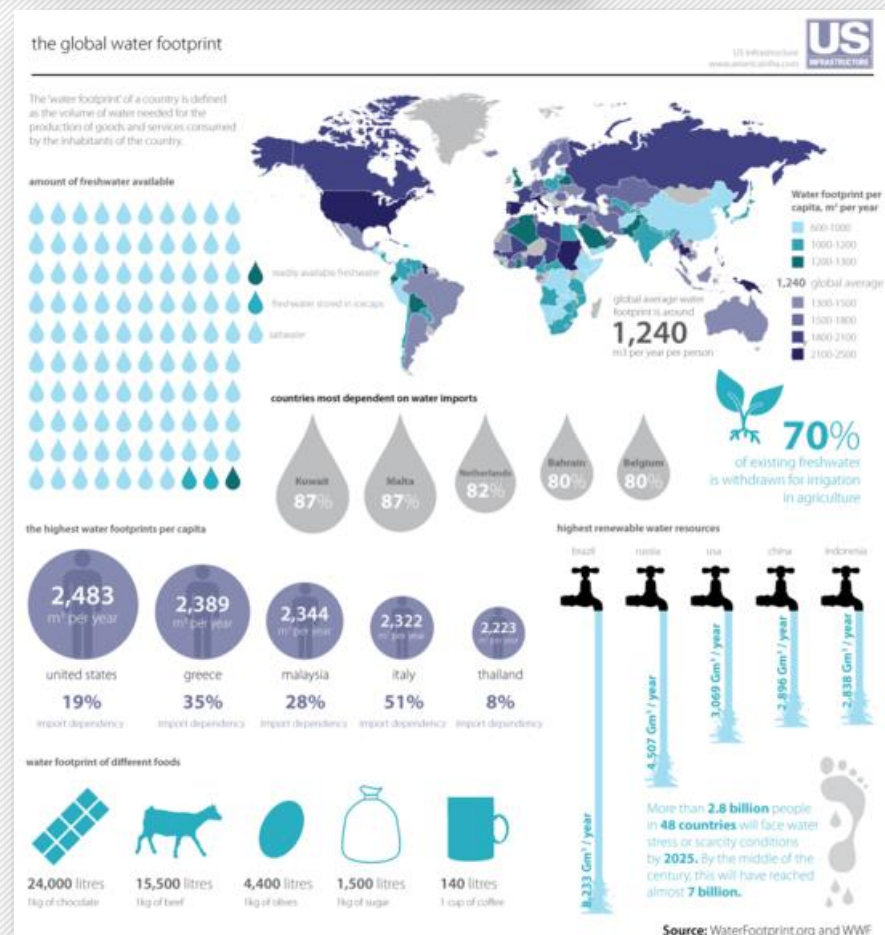 the global water footprint
US Infrastructure
www.americainfra.com
US
INFRASTRUCTURE
The 'water footprint' of a country is defined
as the volume of water needed for the
production of goods and services consumed
by the inhabitants of the country.
amount of freshwater available
readily available freshwater
freshwater stored in icecaps
saltwater
Water footprint per
capita, m³ per year
600-1000
1000-1200
1200-1300
1,240 global average
1300-1500
1500-1800
1800-2100
2100-2500
global average water
footprint is around
1,240
m3 per year per person
countries most dependent on water imports
Kuwait
87%
Malta
87%
Netherlands
82%
Bahrain
80%
Belgium
80%
70%
of existing freshwater
is withdrawn for irrigation
in agriculture
the highest water footprints per capita
2,483
m³ per year
united states
19%
import dependency
2,389
m³ per year
greece
35%
import dependency
2,344
m³ per year
malaysia
28%
import dependency
2,322
m³ per year
italy
51%
import dependency
2,223
m³ per year
thailand
8%
import dependency
highest renewable water resources
brazil
russia
usa
china
indonesia
8,233 Gm³ / year
4,507 Gm³ / year
3,069 Gm³ / year
2,896 Gm³ / year
2,838 Gm³ / year
water footprint of different foods
24,000 litres
1kg of chocolate
15,500 litres
1kg of beef
4,400 litres
1kg of olives
1,500 litres
1kg of sugar
140 litres
1 cup of coffee
More than 2.8 billion people
in 48 countries will face water
stress or scarcity conditions
by 2025. By the middle of the
century, this will have reached
almost 7 billion.
Source: WaterFootprint.org and WWF